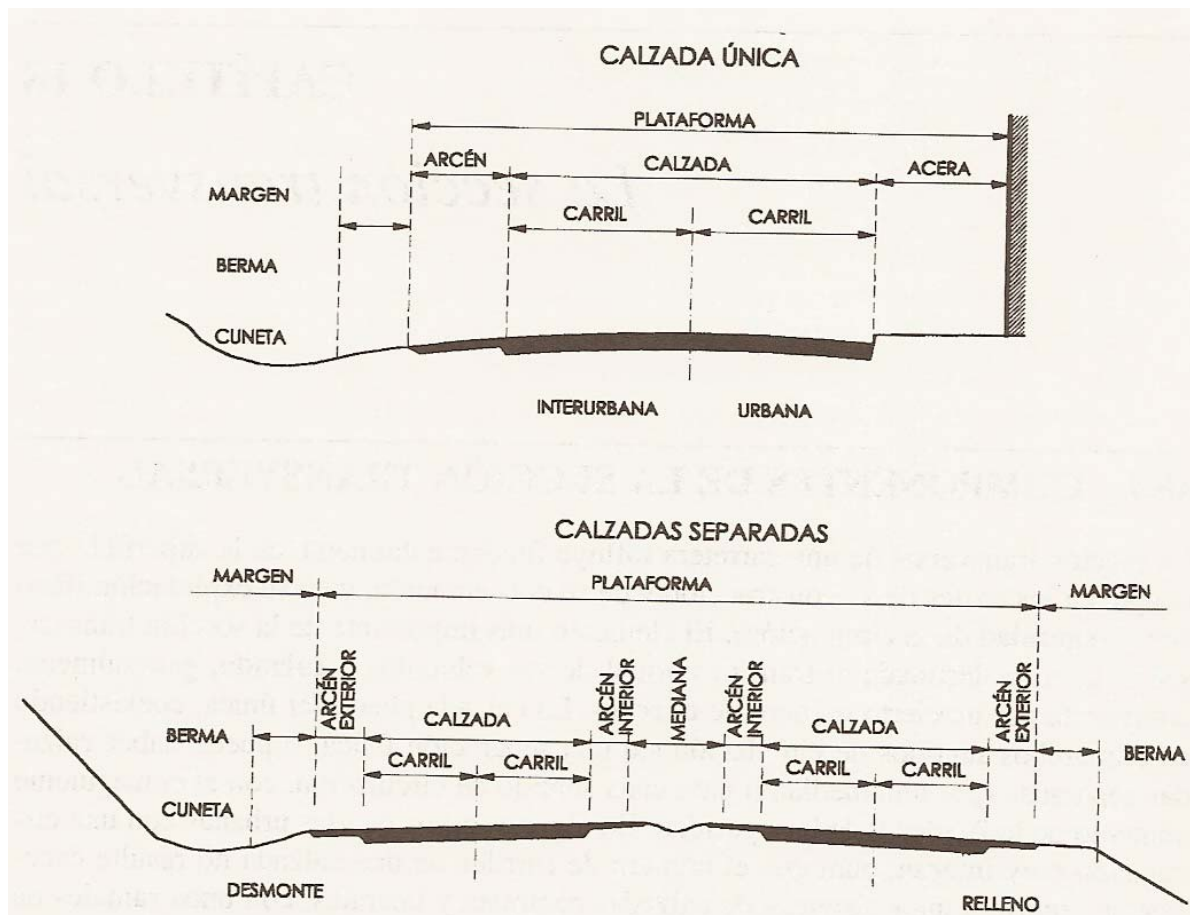 CALZADA ÚNICA
PLATAFORMA
ARCÉN CALZADA ACERA
MARGEN CARRIL CARRIL
BERMA
CUNETA
INTERURBANA URBANA
CALZADAS SEPARADAS
MARGEN PLATAFORMA MARGEN
ARCÉN EXTERIOR
ARCÉN INTERIOR
MEDIANA
ARCÉN INTERIOR
ARCÉN EXTERIOR
BERMA CALZADA CALZADA BERMA
CARRIL CARRIL CARRIL CARRIL
CUNETA
DESMONTE RELLENO